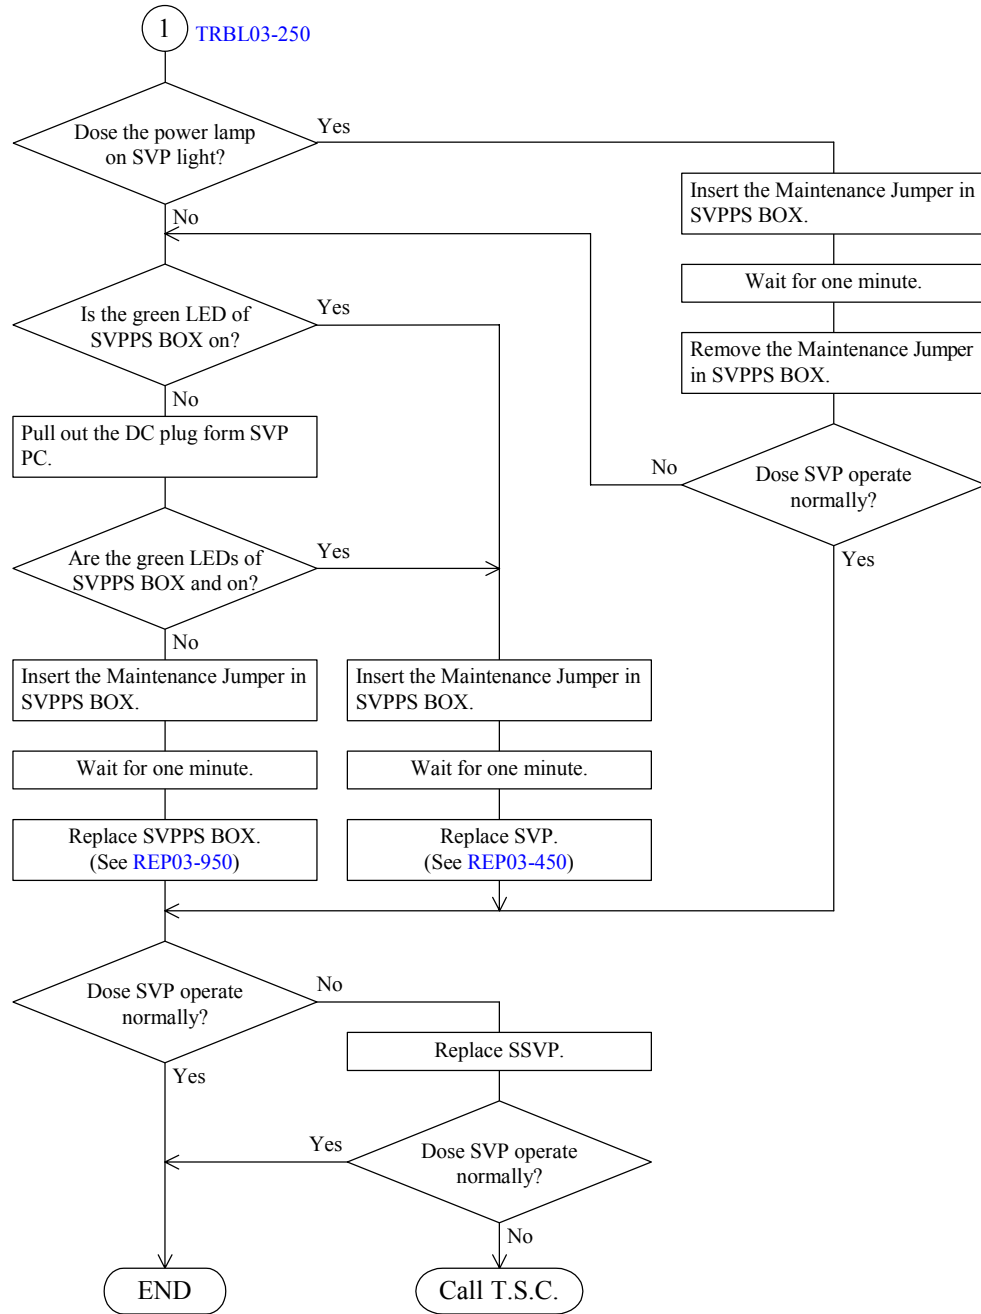 1
TRBL03-250
Dose the power lamp
on SVP light?
Yes
No
Insert the Maintenance Jumper in
SVPPS BOX.
Wait for one minute.
Remove the Maintenance Jumper
in SVPPS BOX.
Dose SVP operate
normally?
No
Yes
Is the green LED of
SVPPS BOX on?
Yes
No
Pull out the DC plug form SVP
PC.
Are the green LEDs of
SVPPS BOX and on?
Yes
No
Insert the Maintenance Jumper in
SVPPS BOX.
Wait for one minute.
Replace SVPPS BOX.
(See REP03-950)
Insert the Maintenance Jumper in
SVPPS BOX.
Wait for one minute.
Replace SVP.
(See REP03-450)
Dose SVP operate
normally?
No
Yes
Replace SSVP.
Dose SVP operate
normally?
Yes
No
END
Call T.S.C.